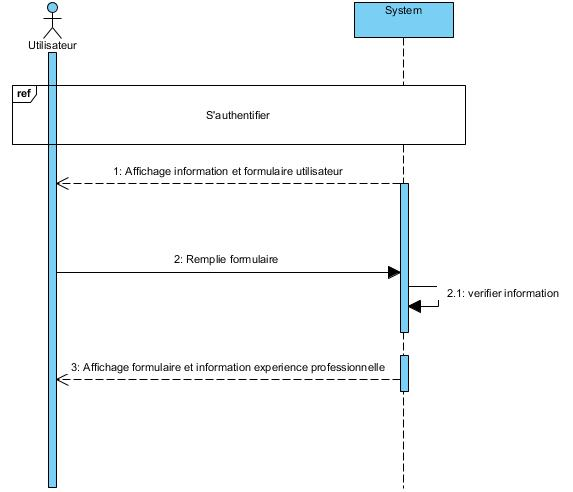 System
Utilisateur
ref
S'authentifier
1: Affichage information et formulaire utilisateur
2: Remplie formulaire
2.1: verifier information
3: Affichage formulaire et information experience professionnelle